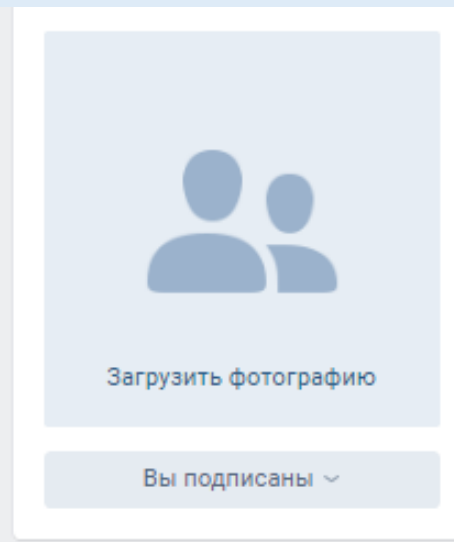 Загрузить фотографию
Вы подписаны